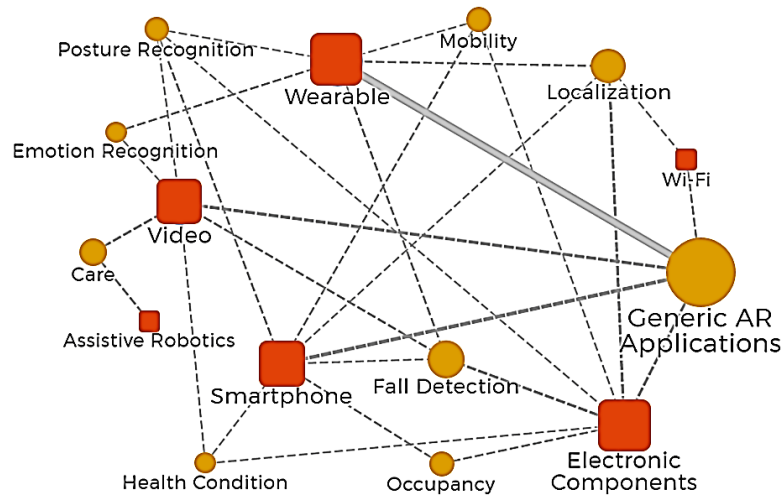 Posture Recognition
Mobility
Wearable
Localization
Emotion Recognition
Wi-Fi
Video
Care
Generic AR
Applications
Assistive Robotics
Smartphone
Fall Detection
Electronic
Components
Health Condition
Occupancy